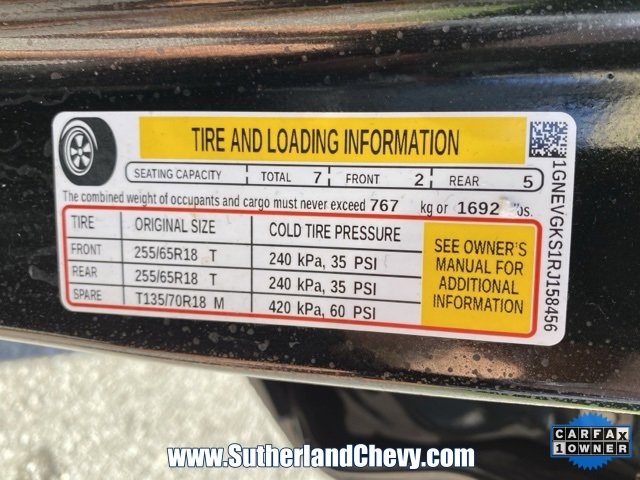 TIRE AND LOADING INFORMATION
SEATING CAPACITY TOTAL 7 FRONT 2 REAR 5
The combined weight of occupants and cargo must never exceed 767 kg or 1692 lbs.
TIRE ORIGINAL SIZE COLD TIRE PRESSURE
FRONT 255/65R18 T 240 kPa, 35 PSI
REAR 255/65R18 T 240 kPa, 35 PSI
SPARE T135/70R18 M 420 kPa, 60 PSI
SEE OWNER'S
MANUAL FOR
ADDITIONAL
INFORMATION
1GNEVGKS1RJ158456
www.SutherlandChevy.com
CARFAX
1 OWNER